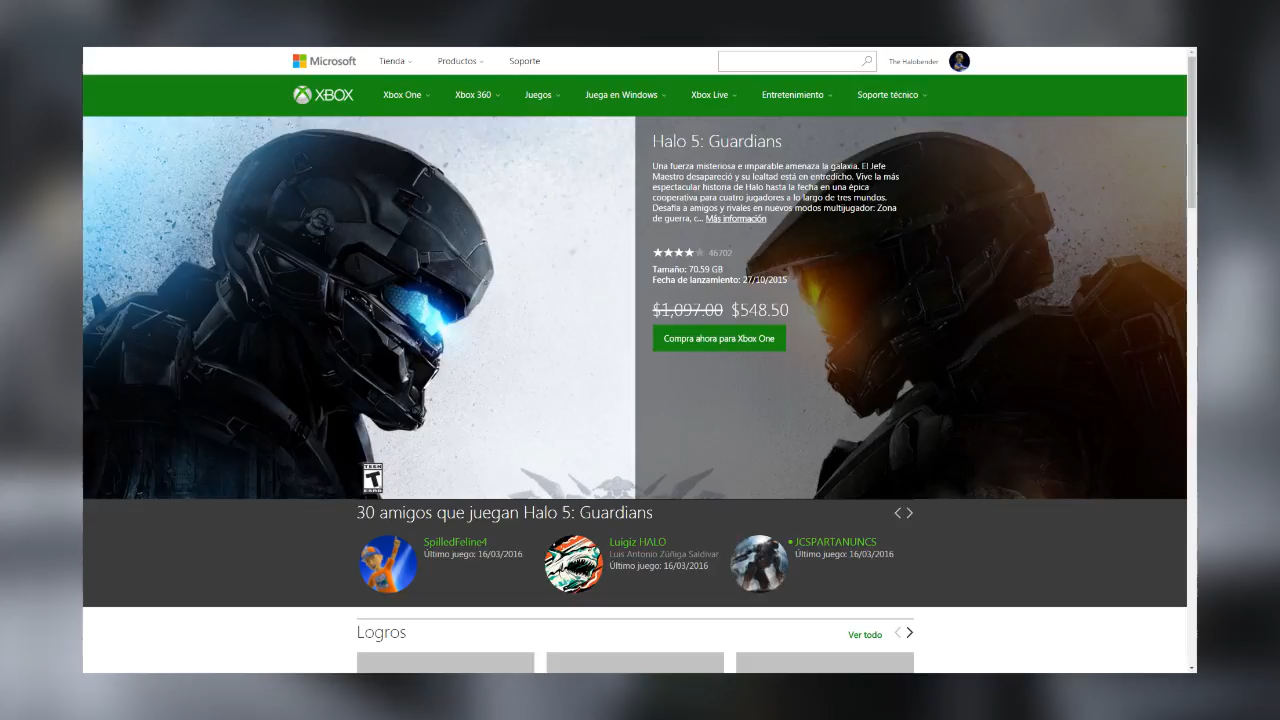 Microsoft Tienda Productos Soporte The Halobender
XBOX Xbox One Xbox 360 Juegos Juega en Windows Xbox Live Entretenimiento Soporte técnico
Halo 5: Guardians
Una fuerza misteriosa e imparable amenaza la galaxia. El Jefe
Maestro desapareció y su lealtad está en entredicho. Vive la más
espectacular historia de Halo hasta la fecha en una épica
cooperativa para cuatro jugadores a lo largo de tres mundos.
Desafía a amigos y rivales en nuevos modos multijugador: Zona
de guerra, c... Más información
46702
Tamaño: 70.59 GB
Fecha de lanzamiento: 27/10/2015
$1,097.00 $548.50
Compra ahora para Xbox One
TEEN
T
ESRB
30 amigos que juegan Halo 5: Guardians
SpilledFeline4
Último juego: 16/03/2016
Luigiz HALO
Luis Antonio Zúñiga Saldivar
Último juego: 16/03/2016
JCSPARTANUNCS
Último juego: 16/03/2016
Logros
Ver todo